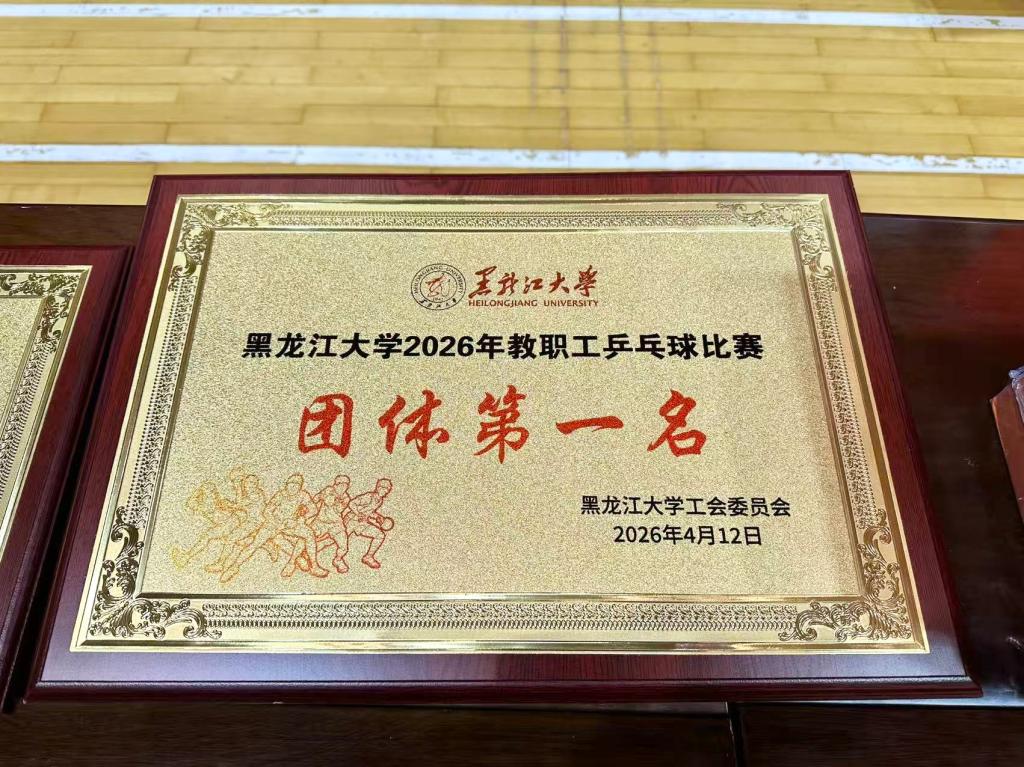 黑龙江大学
HEILONGJIANG UNIVERSITY
黑龙江大学2026年教职工乒乓球比赛
团体第一名
黑龙江大学工会委员会
2026年4月12日